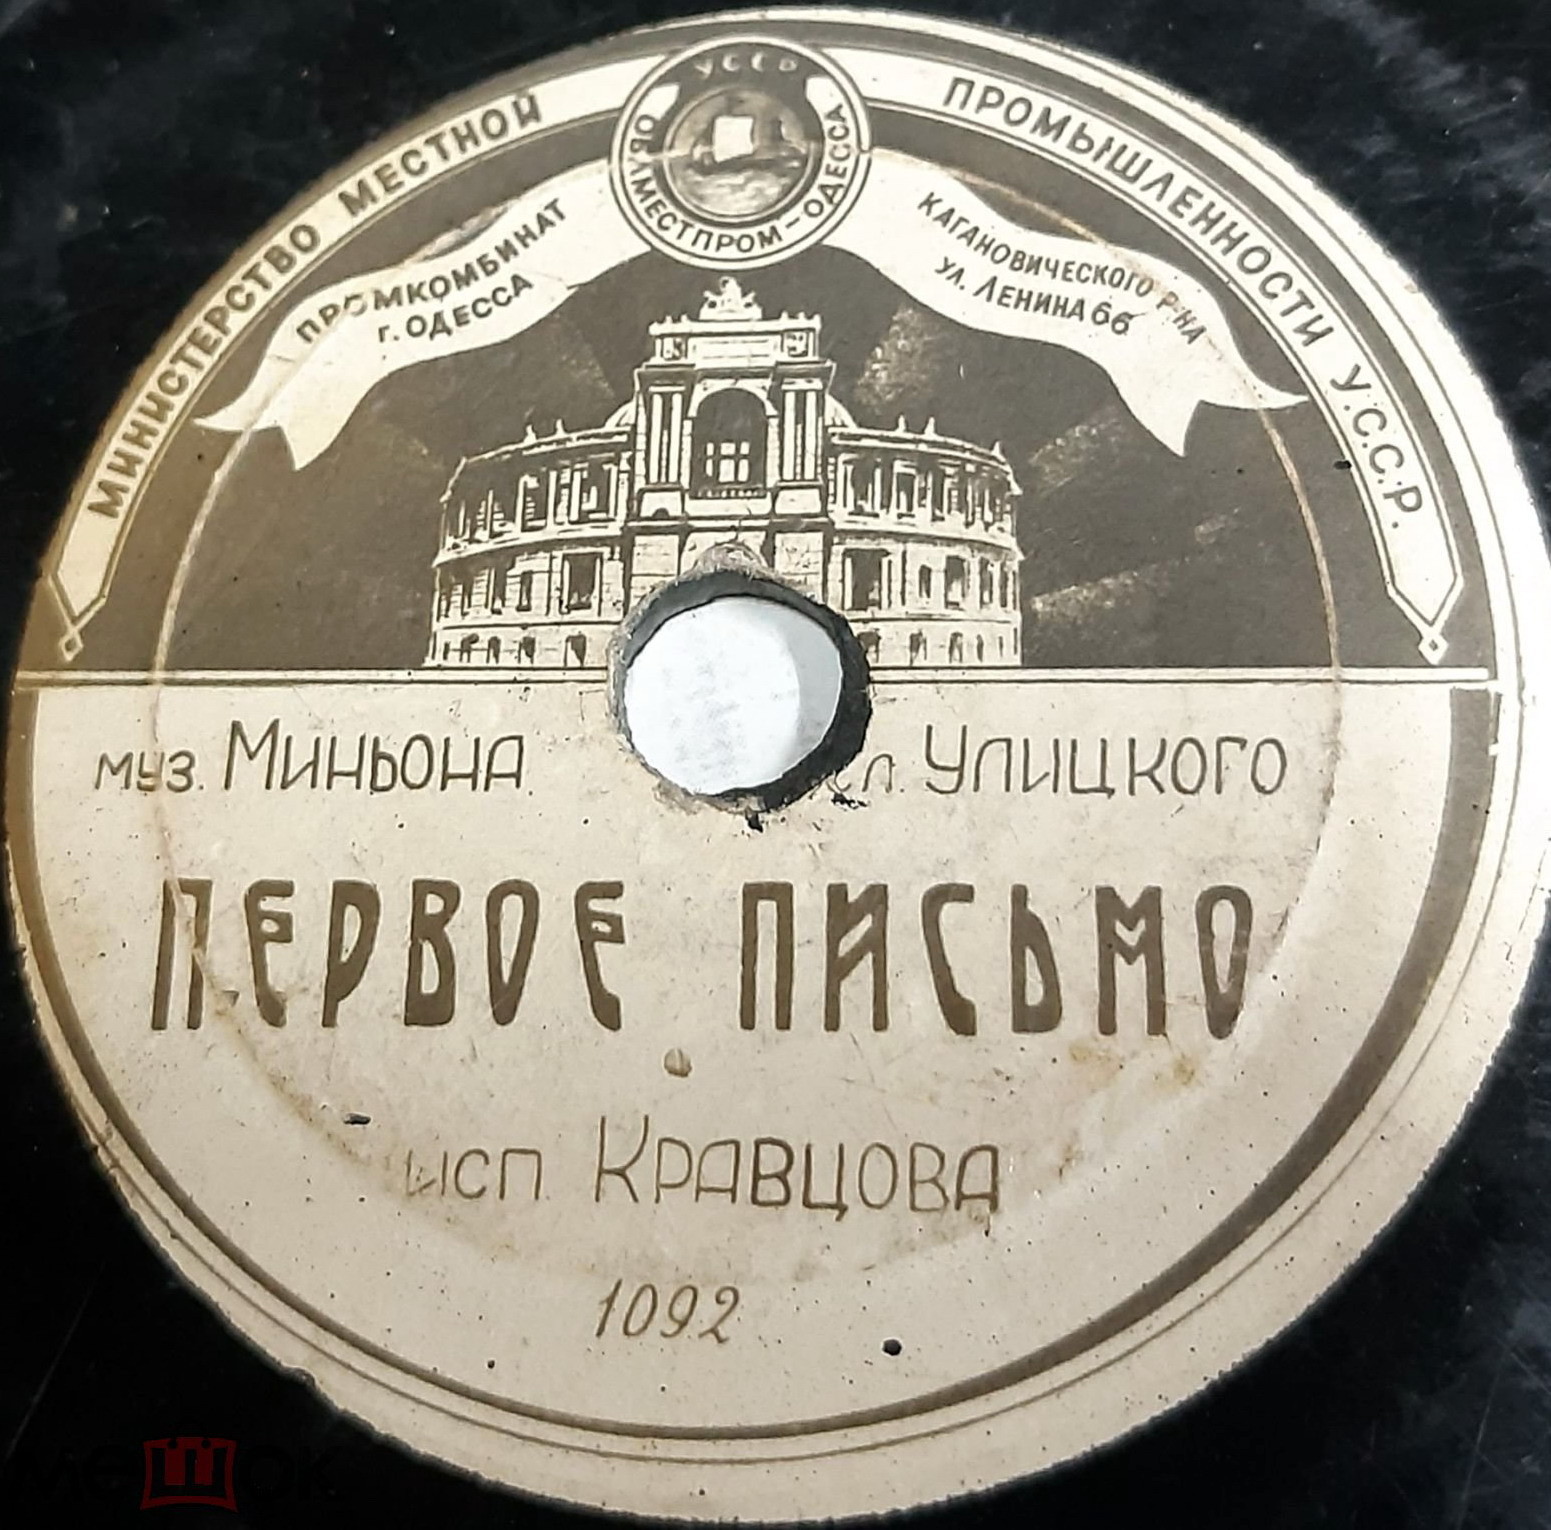 МИНИСТЕРСТВО МЕСТНОЙ ПРОМЫШЛЕННОСТИ У.С.С.Р.
УССР
ОБЛМЕСТПРОМ-ОДЕССА
ПРОМКОМБИНАТ
г. ОДЕССА
КАГАНОВИЧЕСКОГО Р-НА
УЛ. ЛЕНИНА 66
муз. Миньона. сл. Улицкого
ПЕРВОЕ ПИСЬМО
исп. Кравцова
1092
мешок